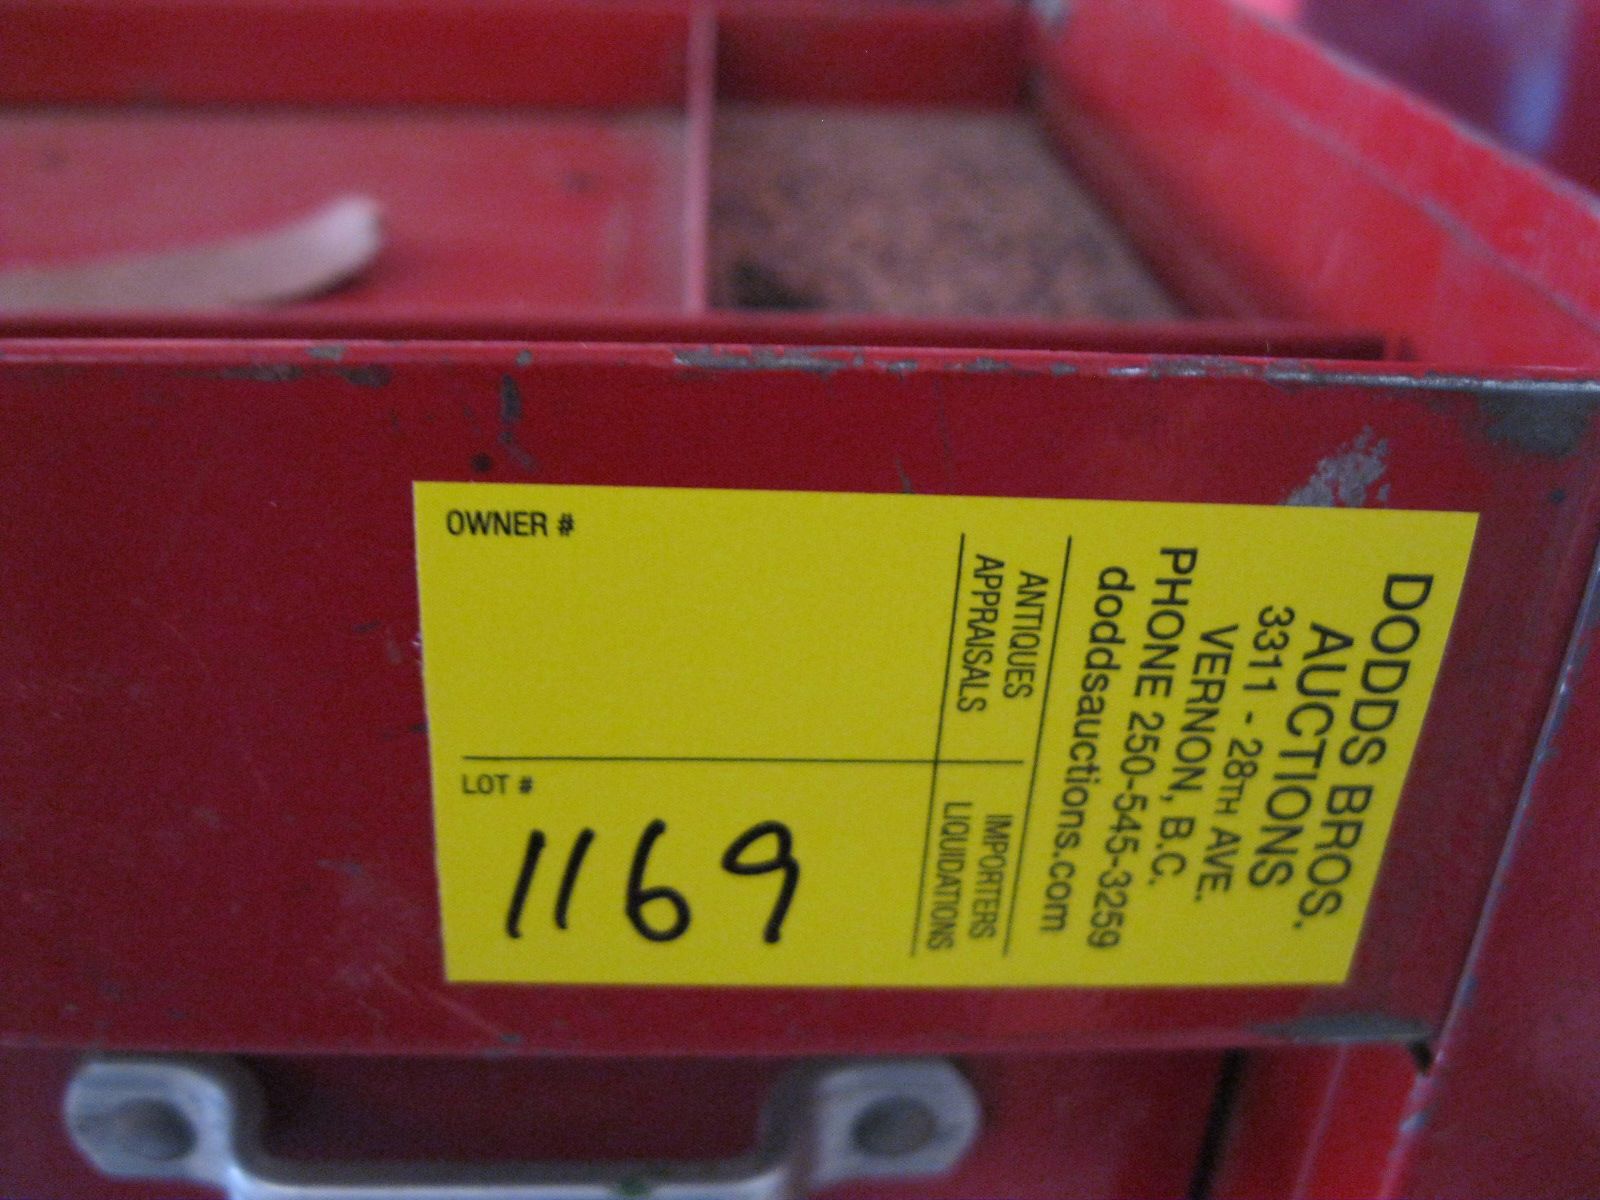 OWNER #
LOT #
1169
DODDS BROS.
AUCTIONS
3311 - 28TH AVE.
VERNON, B.C.
PHONE 250-545-3259
doddsauctions.com
ANTIQUES IMPORTERS
APPRAISALS LIQUIDATIONS